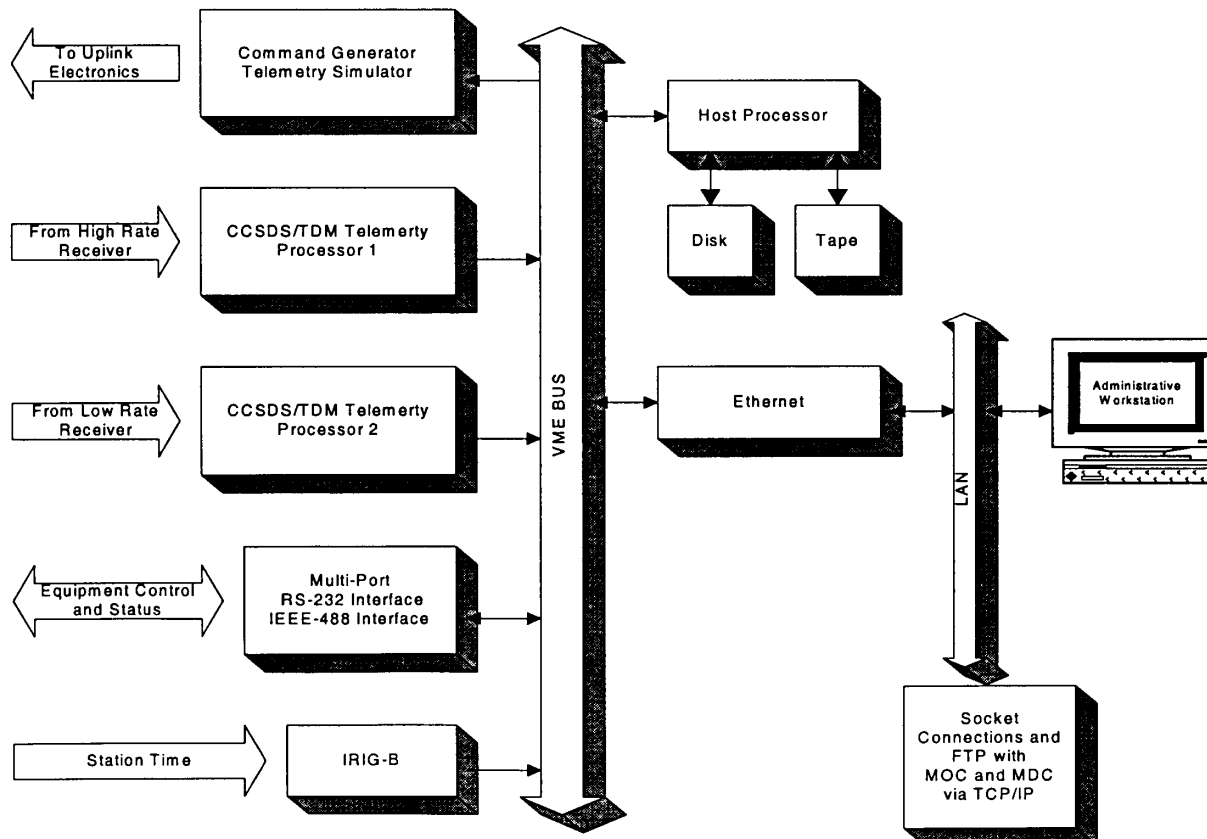 To Uplink
Electronics
Command Generator
Telemetry Simulator
Host Processor
Disk
Tape
From High Rate
Receiver
CCSDS/TDM Telemerty
Processor 1
From Low Rate
Receiver
CCSDS/TDM Telemerty
Processor 2
VME BUS
Ethernet
LAN
Administrative
Workstation
Equipment Control
and Status
Multi-Port
RS-232 Interface
IEEE-488 Interface
Station Time
IRIG-B
Socket
Connections and
FTP with
MOC and MDC
via TCP/IP